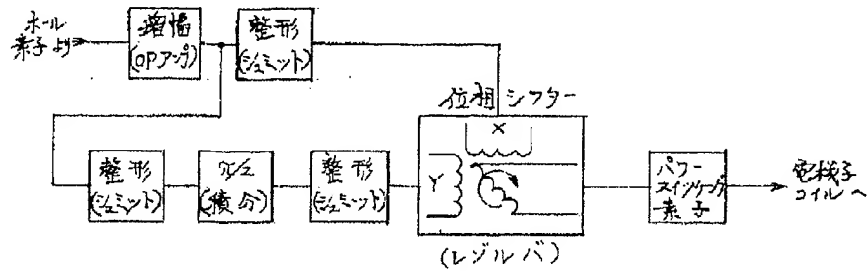 ホール
素子より
増幅
(OPアンプ)
整形
(シュミット)
位相シフター
X
整形
(シュミット)
π/2
(積分)
整形
(シュミット)
Y
パワー
スイッチング
素子
電機子
コイルへ
(レゾルバ)